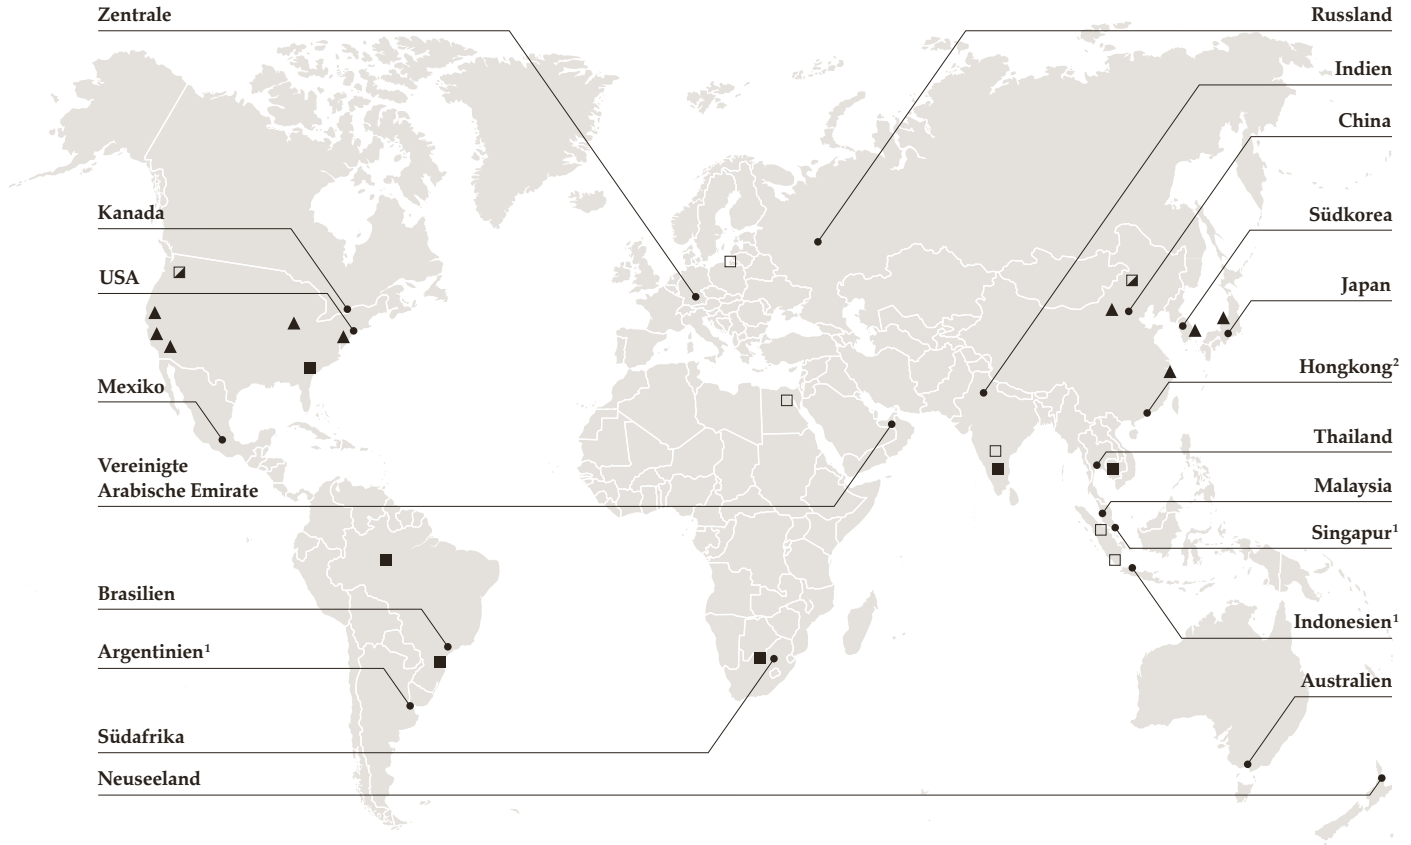 Zentrale
Kanada
USA
Mexiko
Vereinigte
Arabische Emirate
Brasilien
Argentinien¹
Südafrika
Neuseeland
Russland
Indien
China
Südkorea
Japan
Hongkong²
Thailand
Malaysia
Singapur¹
Indonesien¹
Australien